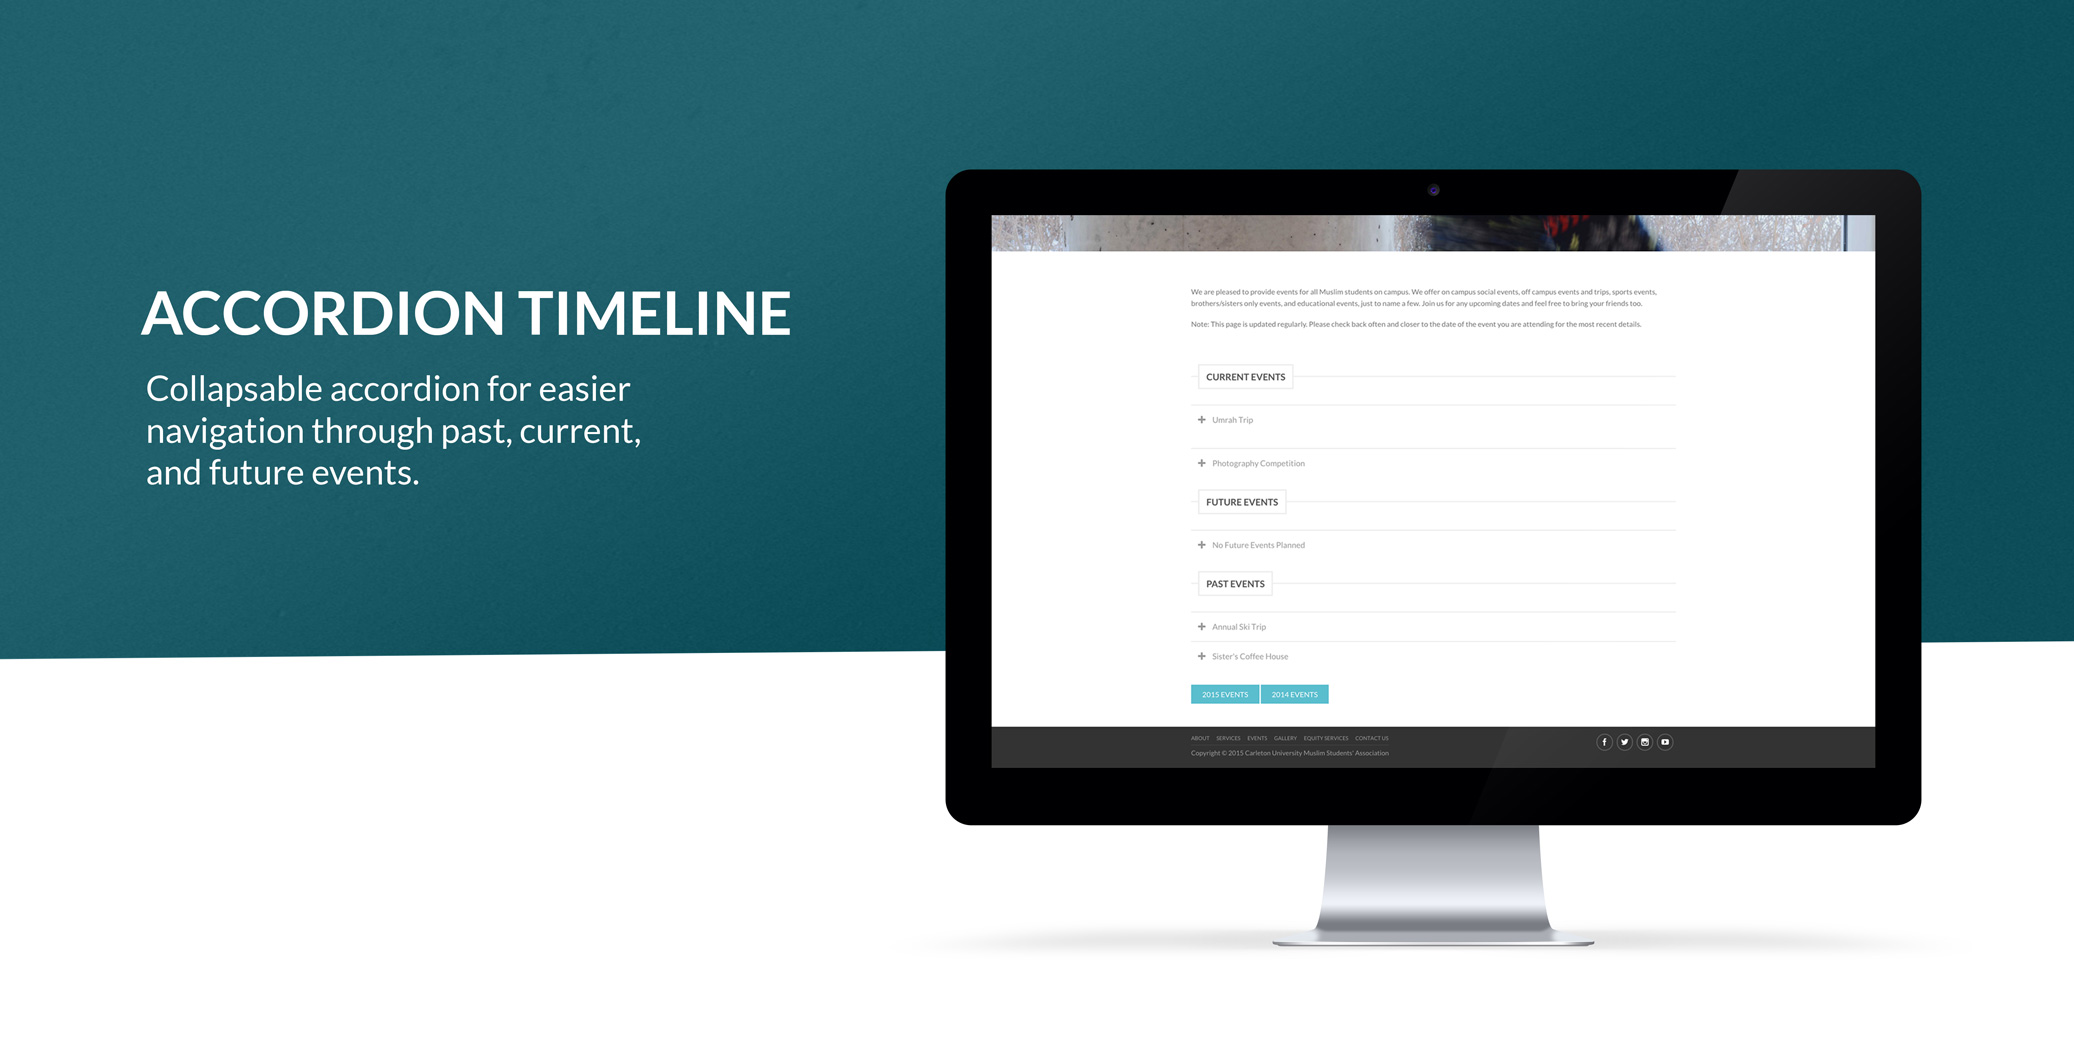 ACCORDION TIMELINE
Collapsable accordion for easier
navigation through past, current,
and future events.
We are pleased to provide events for all Muslim students on campus. We offer on campus social events, off campus events and trips, sports events,
brothers/sisters only events, and educational events, just to name a few. Join us for any upcoming dates and feel free to bring your friends too.
Note: This page is updated regularly. Please check back often and closer to the date of the event you are attending for the most recent details.
CURRENT EVENTS
Umrah Trip
Photography Competition
FUTURE EVENTS
No Future Events Planned
PAST EVENTS
Annual Ski Trip
Sister's Coffee House
2015 EVENTS 2014 EVENTS
ABOUT SERVICES EVENTS GALLERY EQUITY SERVICES CONTACT US
Copyright © 2015 Carleton University Muslim Students' Association